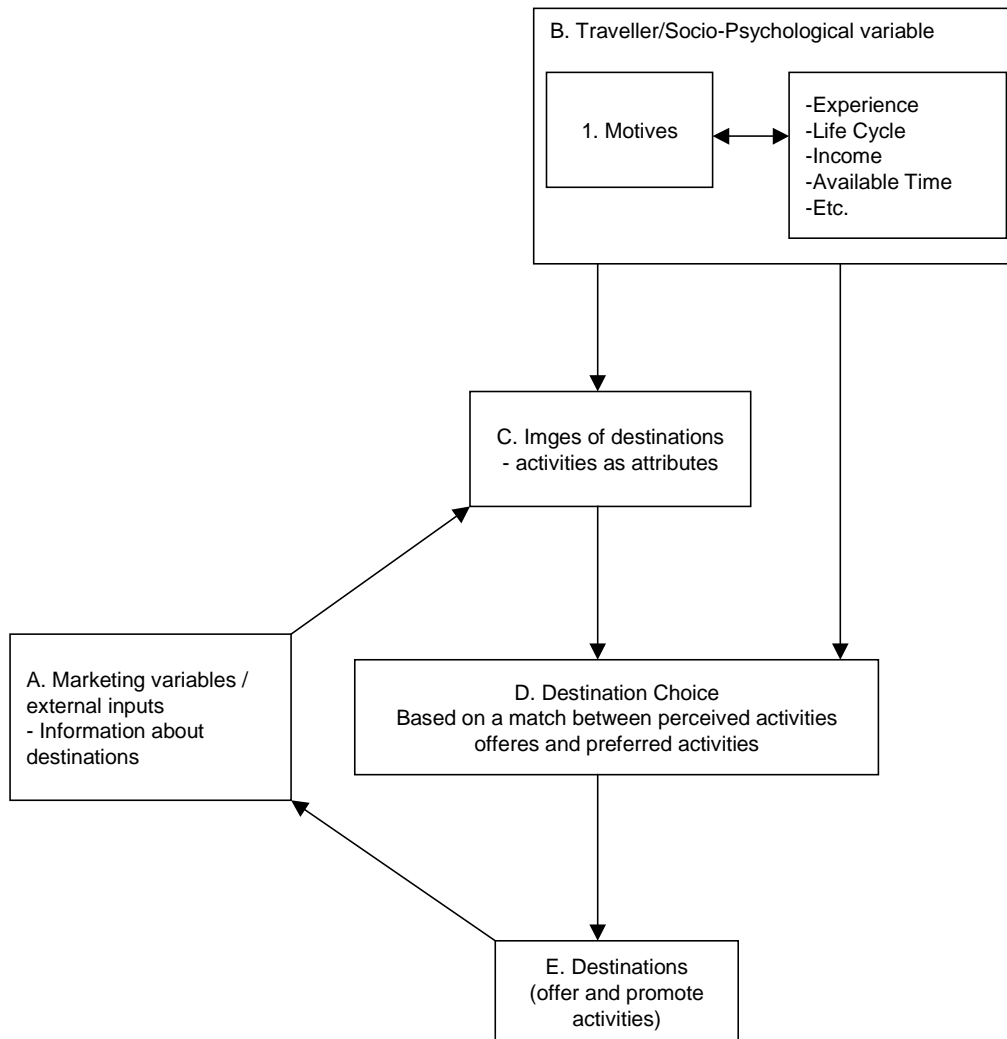 B. Traveller/Socio-Psychological variable
1. Motives
-Experience
-Life Cycle
-Income
-Available Time
-Etc.
C. Imges of destinations
- activities as attributes
A. Marketing variables /
external inputs
- Information about
destinations
D. Destination Choice
Based on a match between perceived activities
offeres and preferred activities
E. Destinations
(offer and promote
activities)